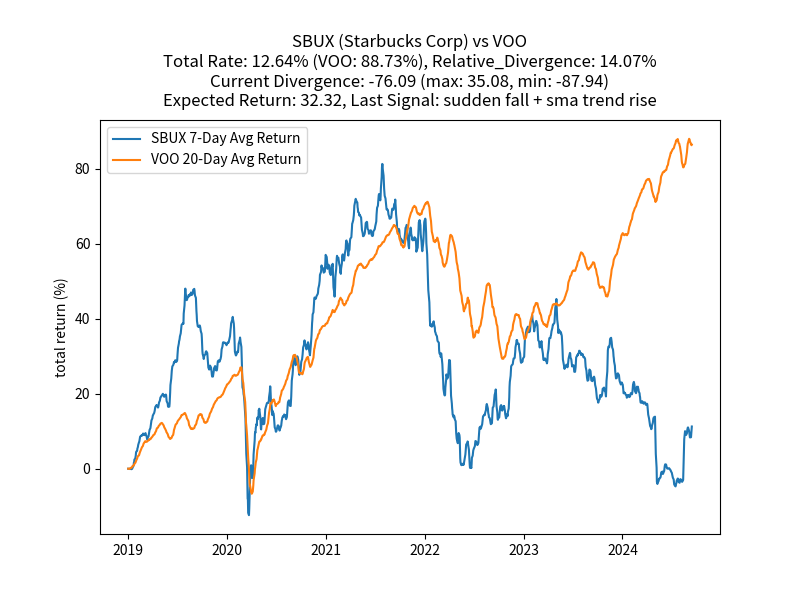 SBUX (Starbucks Corp) vs VOO
Total Rate: 12.64% (VOO: 88.73%), Relative_Divergence: 14.07%
Current Divergence: -76.09 (max: 35.08, min: -87.94)
Expected Return: 32.32, Last Signal: sudden fall + sma trend rise
SBUX 7-Day Avg Return
VOO 20-Day Avg Return
total return (%)
80
60
40
20
0
2019 2020 2021 2022 2023 2024